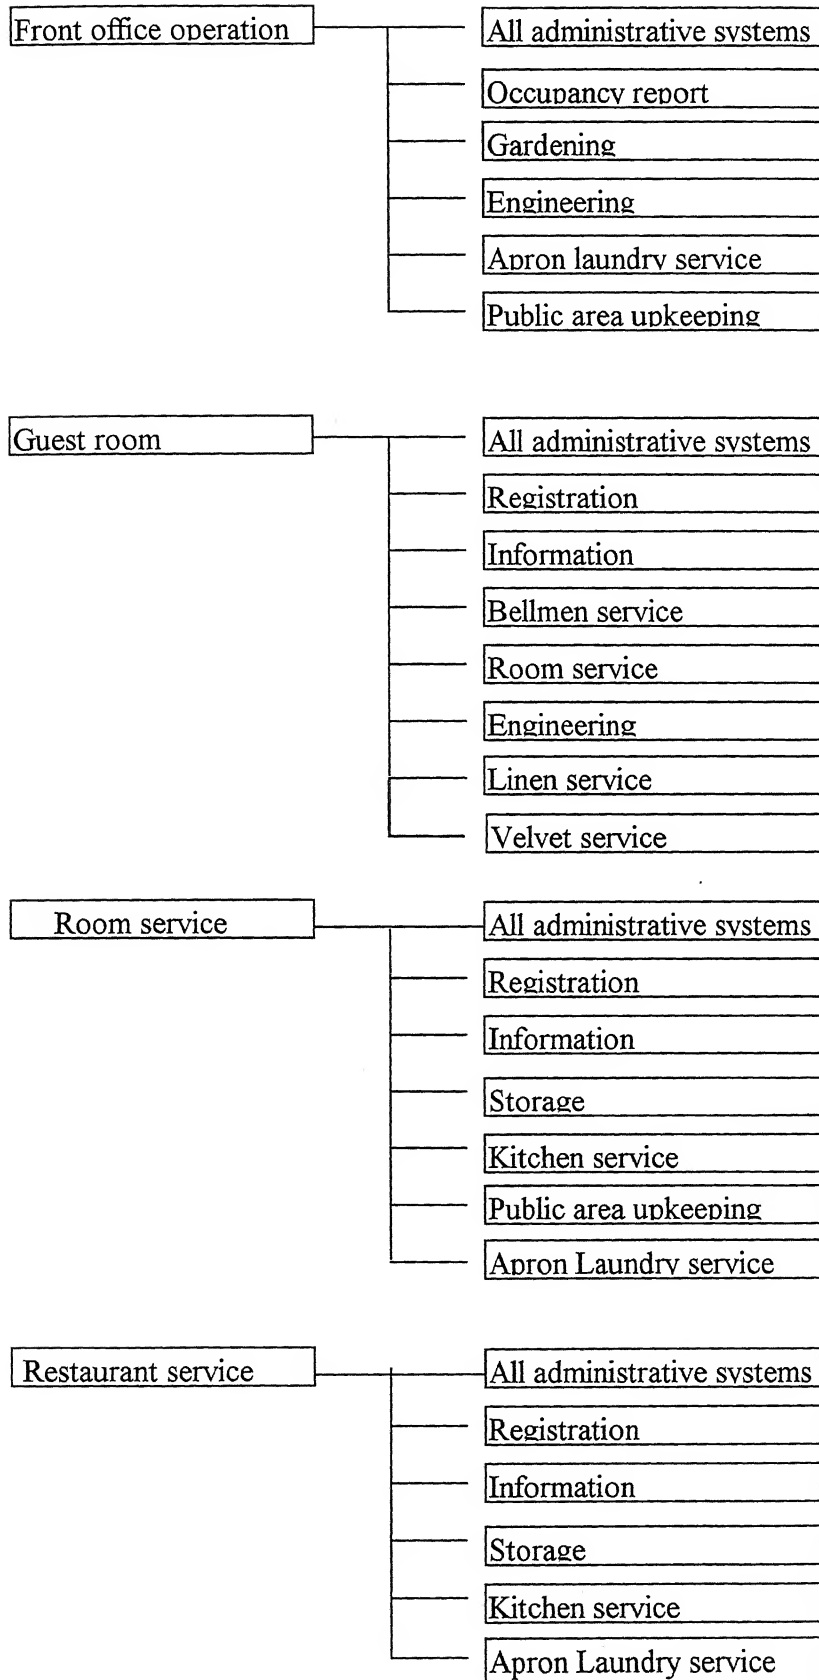 Front office operation
All administrative systems
Occupancy report
Gardening
Engineering
Apron laundry service
Public area upkeeping
Guest room
All administrative systems
Registration
Information
Bellmen service
Room service
Engineering
Linen service
Velvet service
Room service
All administrative systems
Registration
Information
Storage
Kitchen service
Public area upkeeping
Apron Laundry service
Restaurant service
All administrative systems
Registration
Information
Storage
Kitchen service
Apron Laundry service